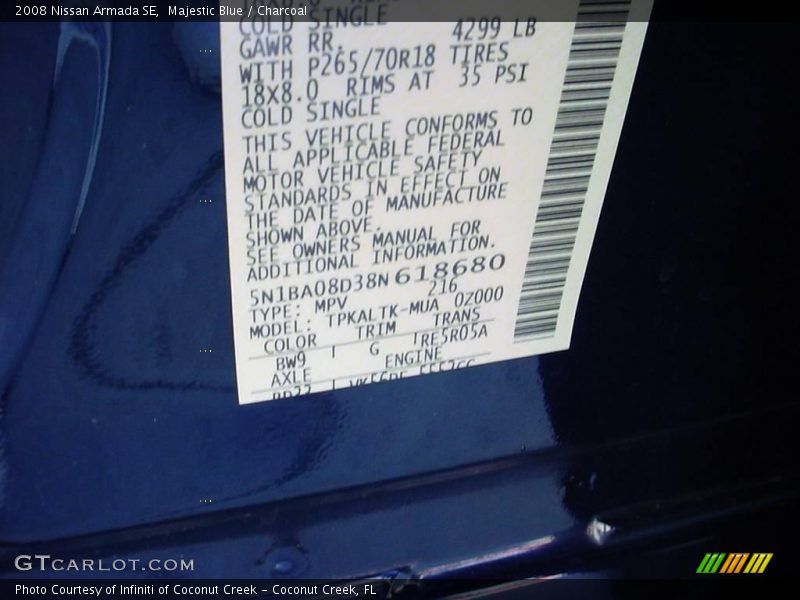 2008 Nissan Armada SE, Majestic Blue / Charcoal
COLD SINGLE 4299 LB
GAWR RR.
WITH P265/70R18 TIRES
18X8.0 RIMS AT 35 PSI
COLD SINGLE
THIS VEHICLE CONFORMS TO
ALL APPLICABLE FEDERAL
MOTOR VEHICLE SAFETY
STANDARDS IN EFFECT ON
THE DATE OF MANUFACTURE
SHOWN ABOVE.
SEE OWNERS MANUAL FOR
ADDITIONAL INFORMATION.
5N1BA08D38N618680
TYPE: MPV 216
MODEL: TPKALTK-MUA 0Z000
COLOR TRIM TRANS
BW9 G TRE5R05A
AXLE ENGINE
GTCARLOT.COM
Photo Courtesy of Infiniti of Coconut Creek – Coconut Creek, FL